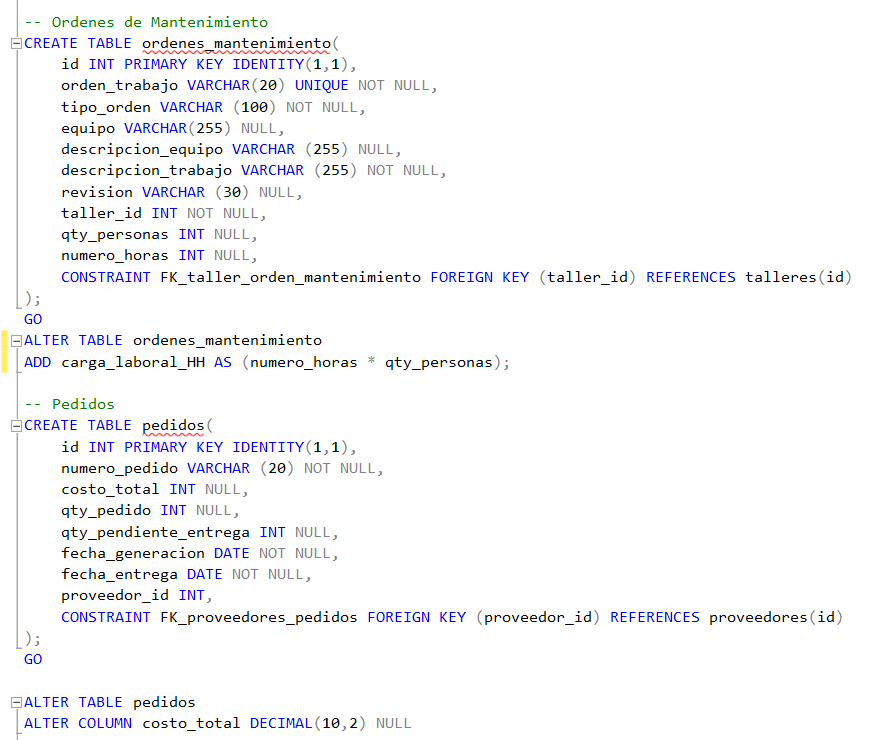 -- Ordenes de Mantenimiento
CREATE TABLE ordenes_mantenimiento(
id INT PRIMARY KEY IDENTITY(1,1),
orden_trabajo VARCHAR(20) UNIQUE NOT NULL,
tipo_orden VARCHAR (100) NOT NULL,
equipo VARCHAR(255) NULL,
descripcion_equipo VARCHAR (255) NULL,
descripcion_trabajo VARCHAR (255) NOT NULL,
revision VARCHAR (30) NULL,
taller_id INT NOT NULL,
qty_personas INT NULL,
numero_horas INT NULL,
CONSTRAINT FK_taller_orden_mantenimiento FOREIGN KEY (taller_id) REFERENCES talleres(id)
);
GO
ALTER TABLE ordenes_mantenimiento
ADD carga_laboral_HH AS (numero_horas * qty_personas);
-- Pedidos
CREATE TABLE pedidos(
id INT PRIMARY KEY IDENTITY(1,1),
numero_pedido VARCHAR (20) NOT NULL,
costo_total INT NULL,
qty_pedido INT NULL,
qty_pendiente_entrega INT NULL,
fecha_generacion DATE NOT NULL,
fecha_entrega DATE NOT NULL,
proveedor_id INT,
CONSTRAINT FK_proveedores_pedidos FOREIGN KEY (proveedor_id) REFERENCES proveedores(id)
);
GO
ALTER TABLE pedidos
ALTER COLUMN costo_total DECIMAL(10,2) NULL